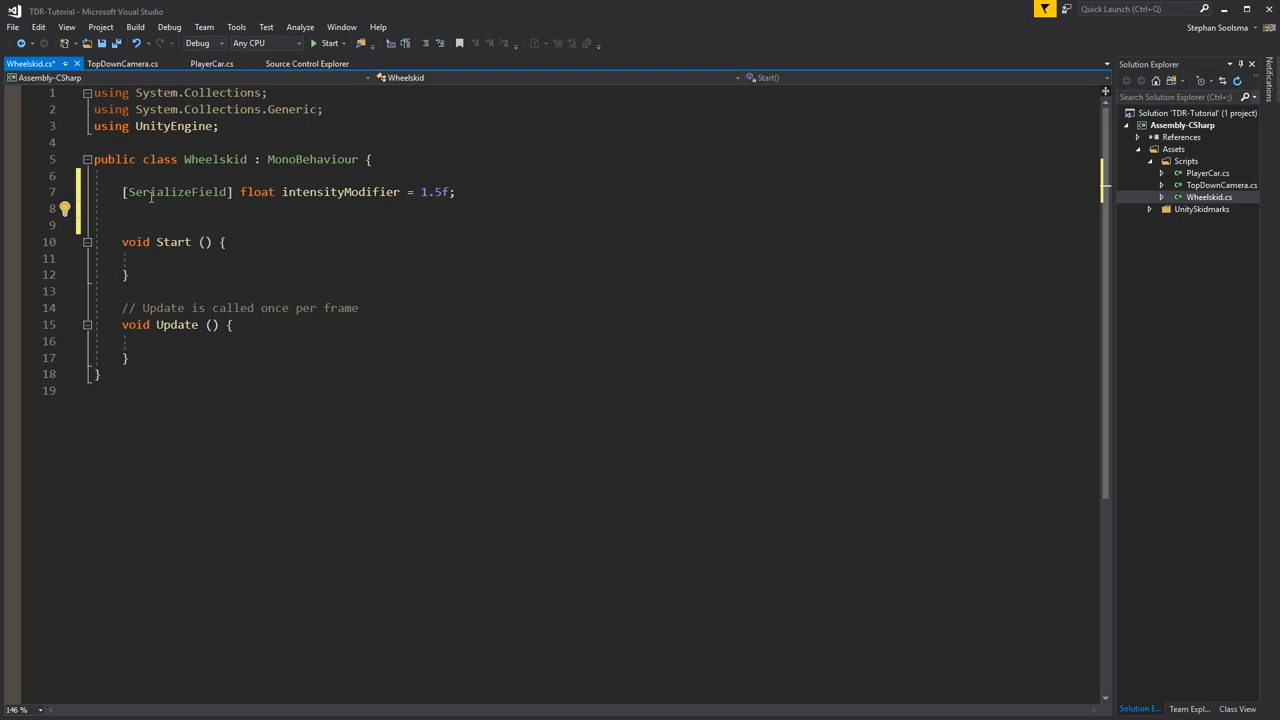 TDR-Tutorial - Microsoft Visual Studio
Quick Launch (Ctrl+Q)
File Edit View Project Build Debug Team Tools Test Analyze Window Help
Stephan Soolsma
Debug Any CPU Start
Wheelskid.cs* TopDownCamera.cs PlayerCar.cs Source Control Explorer
Assembly-CSharp Wheelskid Start()
1 using System.Collections;
2 using System.Collections.Generic;
3 using UnityEngine;
4
5 public class Wheelskid : MonoBehaviour {
6
7 [SerializeField] float intensityModifier = 1.5f;
8
9
10 void Start () {
11
12 }
13
14 // Update is called once per frame
15 void Update () {
16
17 }
18 }
19
146 %
Solution Explorer
Search Solution Explorer (Ctrl+;)
Solution 'TDR-Tutorial' (1 project)
Assembly-CSharp
References
Assets
Scripts
PlayerCar.cs
TopDownCamera.cs
Wheelskid.cs
UnitySkidmarks
Solution E... Team Expl... Class View
Notifications